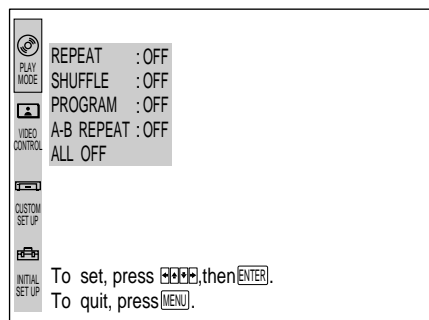 PLAY
MODE
VIDEO
CONTROL
CUSTOM
SET UP
INITIAL
SET UP
REPEAT : OFF
SHUFFLE : OFF
PROGRAM : OFF
A-B REPEAT : OFF
ALL OFF
To set, press ←↑↓→,then ENTER.
To quit, press MENU.